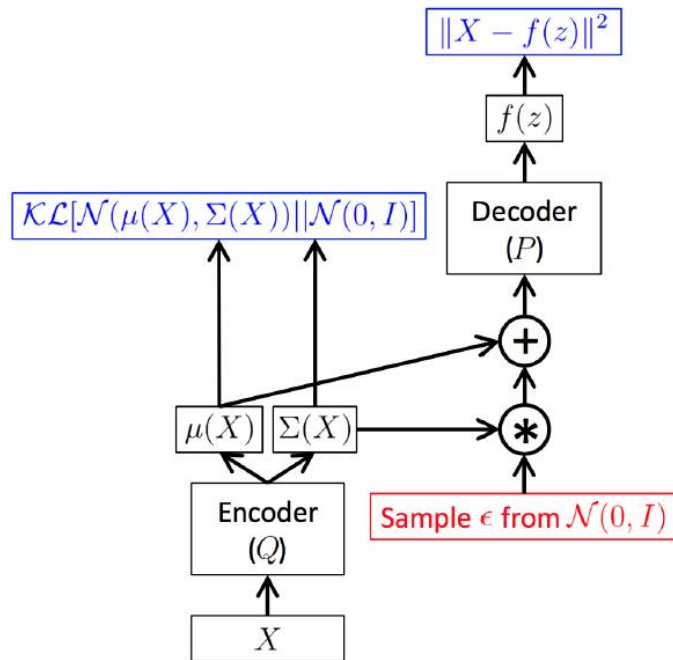 ‖X − f(z)‖²
f(z)
𝒦ℒ[𝒩(μ(X), Σ(X))||𝒩(0, I)]
Decoder
(P)
+
μ(X)
Σ(X)
*
Encoder
(Q)
Sample ϵ from 𝒩(0, I)
X